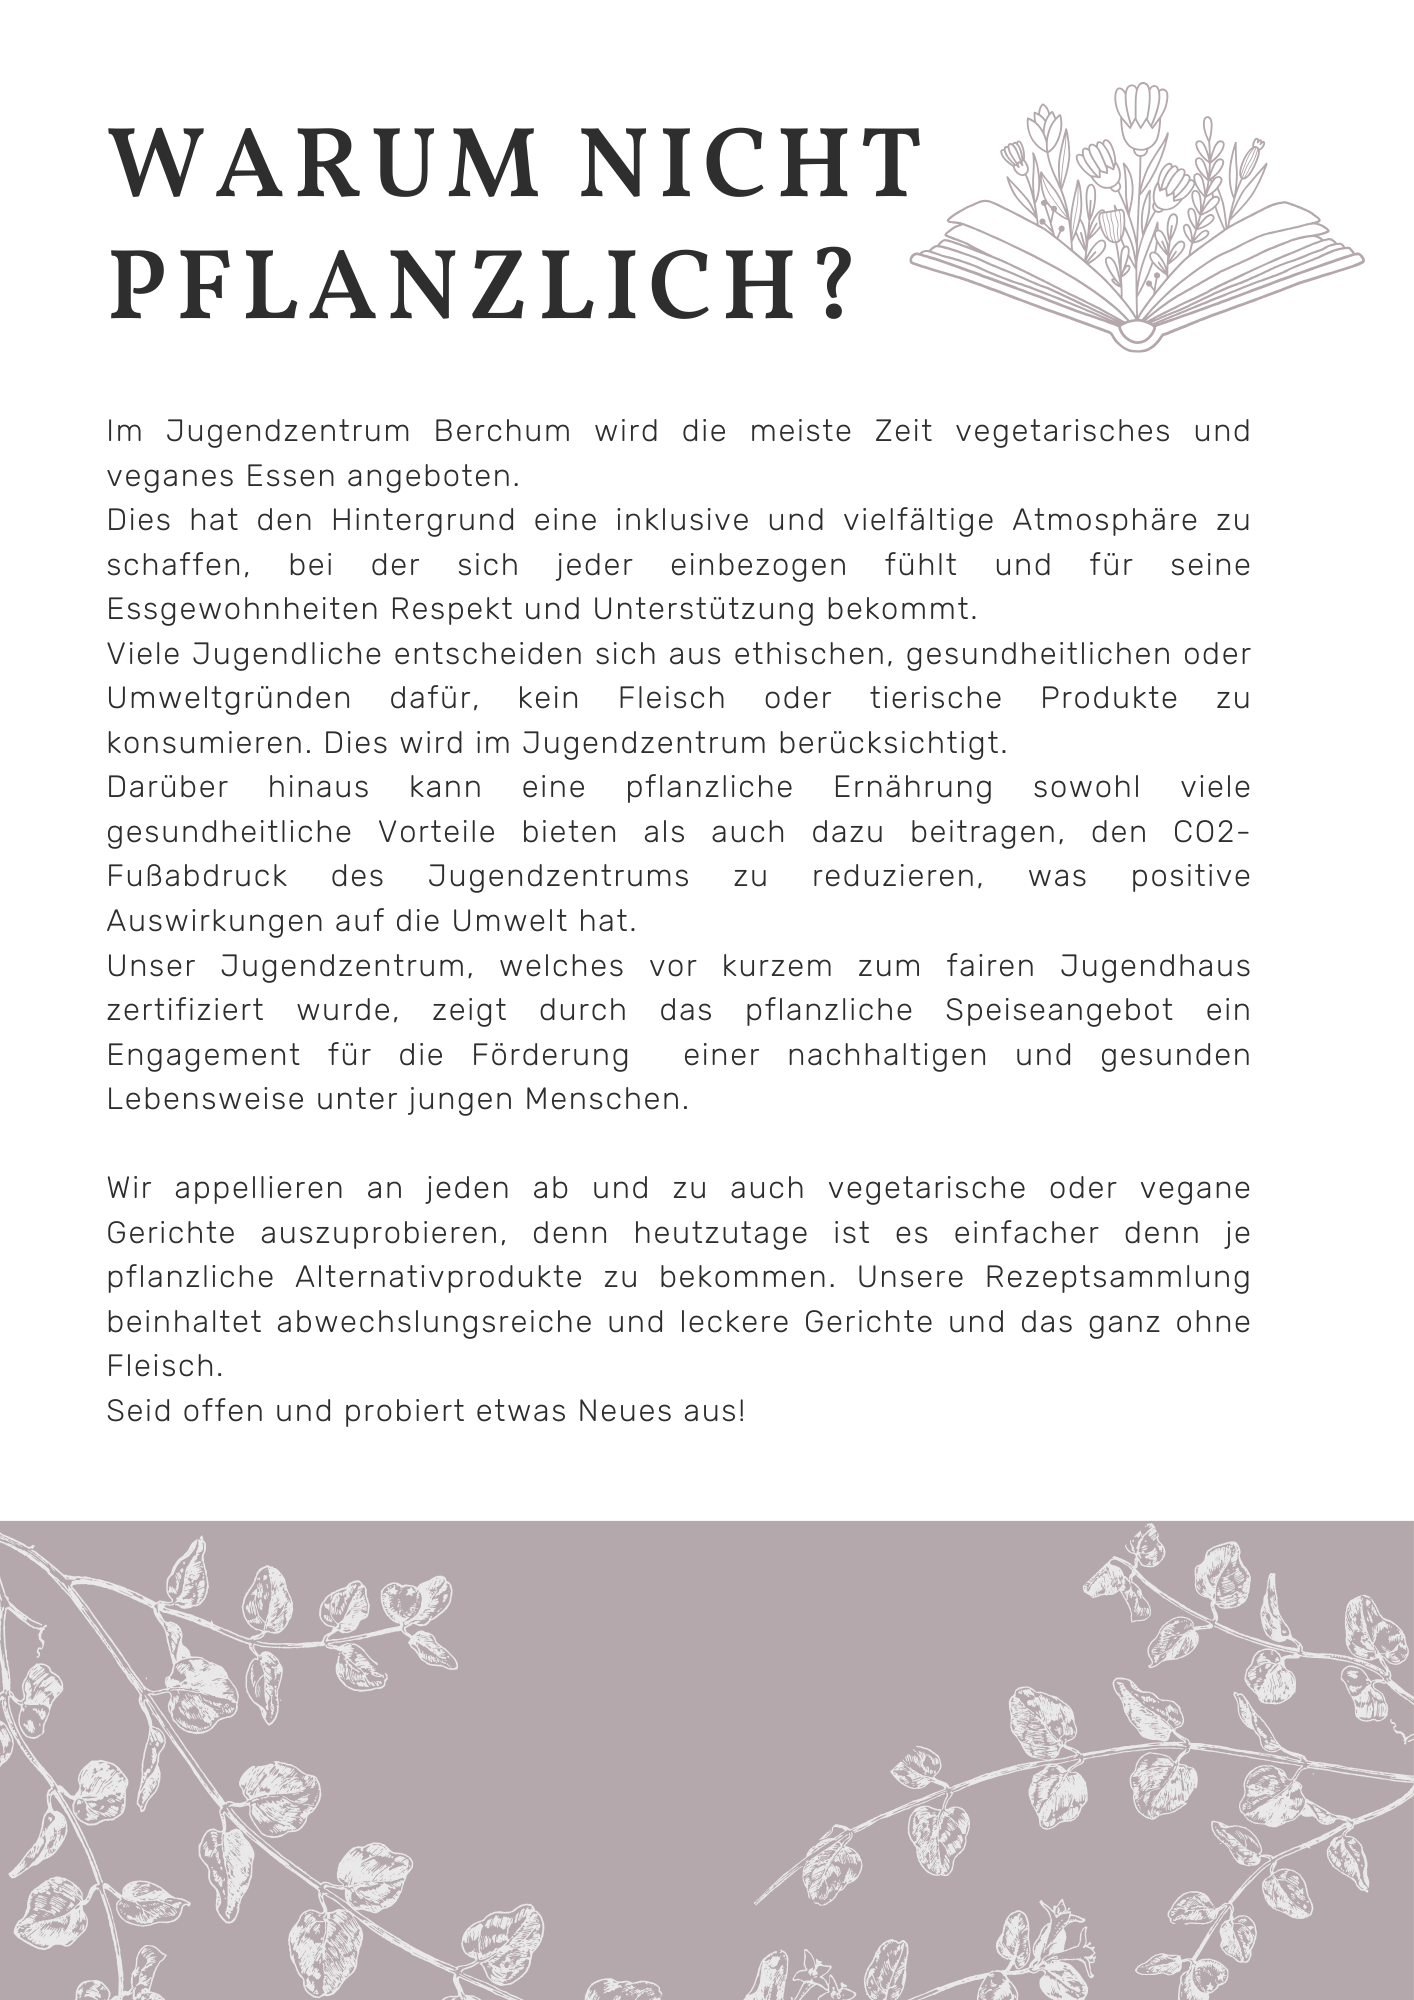 WARUM NICHT
PFLANZLICH?
Im Jugendzentrum Berchum wird die meiste Zeit vegetarisches und
veganes Essen angeboten.
Dies hat den Hintergrund eine inklusive und vielfältige Atmosphäre zu
schaffen, bei der sich jeder einbezogen fühlt und für seine
Essgewohnheiten Respekt und Unterstützung bekommt.
Viele Jugendliche entscheiden sich aus ethischen, gesundheitlichen oder
Umweltgründen dafür, kein Fleisch oder tierische Produkte zu
konsumieren. Dies wird im Jugendzentrum berücksichtigt.
Darüber hinaus kann eine pflanzliche Ernährung sowohl viele
gesundheitliche Vorteile bieten als auch dazu beitragen, den CO2-
Fußabdruck des Jugendzentrums zu reduzieren, was positive
Auswirkungen auf die Umwelt hat.
Unser Jugendzentrum, welches vor kurzem zum fairen Jugendhaus
zertifiziert wurde, zeigt durch das pflanzliche Speiseangebot ein
Engagement für die Förderung einer nachhaltigen und gesunden
Lebensweise unter jungen Menschen.
Wir appellieren an jeden ab und zu auch vegetarische oder vegane
Gerichte auszuprobieren, denn heutzutage ist es einfacher denn je
pflanzliche Alternativprodukte zu bekommen. Unsere Rezeptsammlung
beinhaltet abwechslungsreiche und leckere Gerichte und das ganz ohne
Fleisch.
Seid offen und probiert etwas Neues aus!